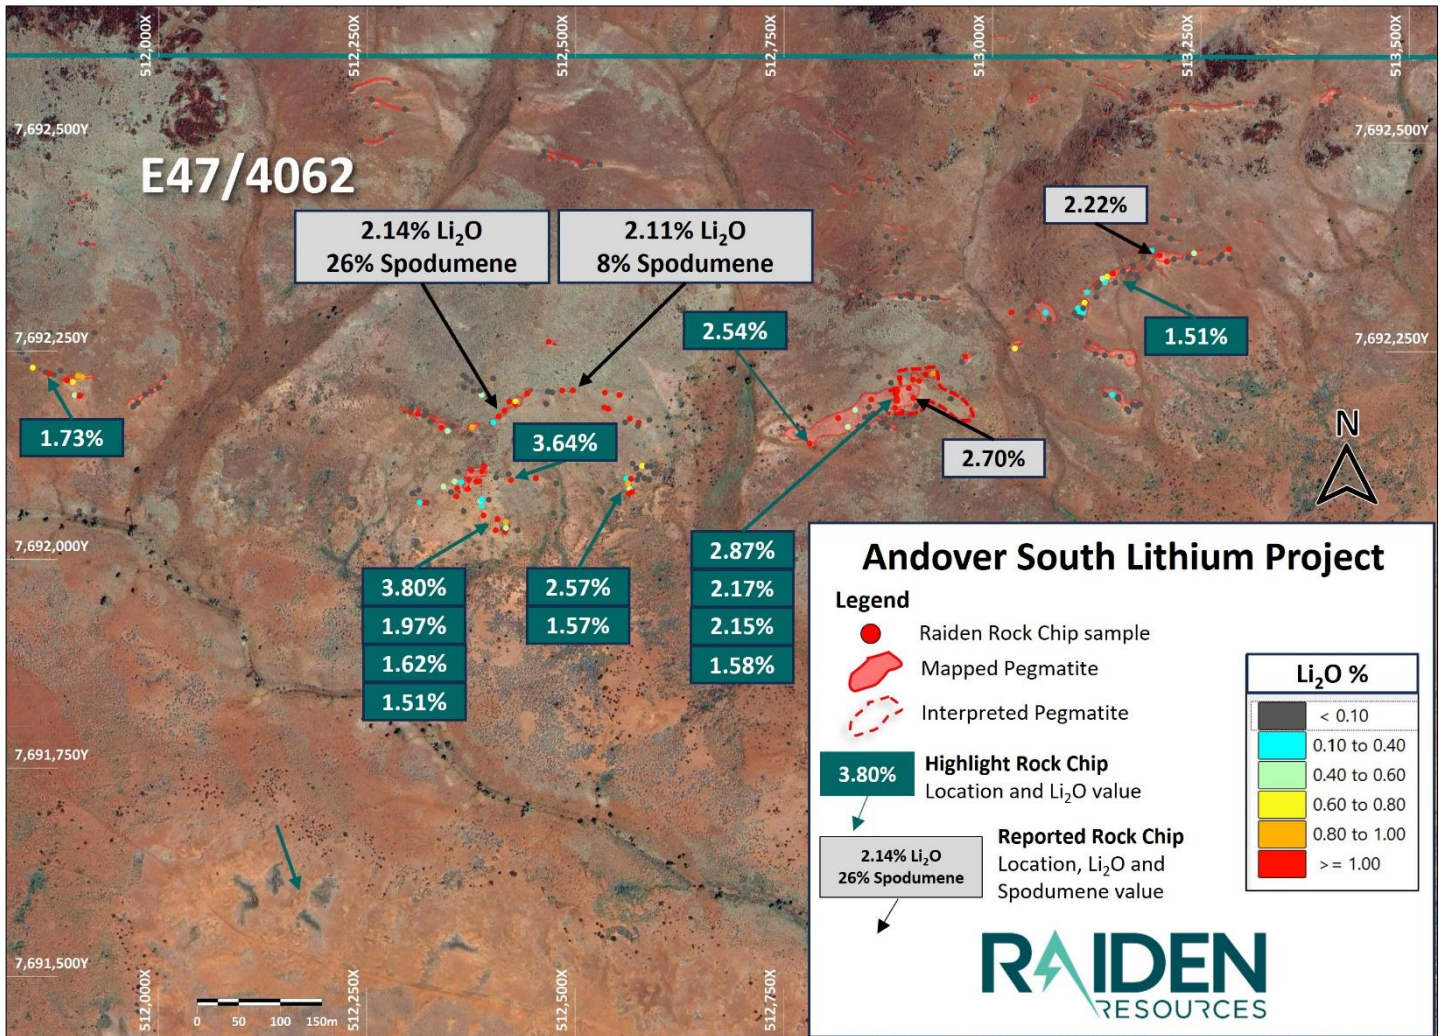 512,000X
512,250X
512,500X
512,750X
513,000X
513,250X
513,500X
7,692,500Y
7,692,500Y
E47/4062
2.14% Li₂O
26% Spodumene
2.11% Li₂O
8% Spodumene
2.22%
7,692,250Y
7,692,250Y
2.54%
1.51%
1.73%
3.64%
2.70%
N
7,692,000Y
3.80%
1.97%
1.62%
1.51%
2.57%
1.57%
2.87%
2.17%
2.15%
1.58%
7,691,750Y
7,691,500Y
512,000X
512,250X
512,500X
512,750X
0 50 100 150m
Andover South Lithium Project
Legend
Raiden Rock Chip sample
Mapped Pegmatite
Interpreted Pegmatite
3.80%
Highlight Rock Chip
Location and Li₂O value
2.14% Li₂O
26% Spodumene
Reported Rock Chip
Location, Li₂O and
Spodumene value
Li₂O %
< 0.10
0.10 to 0.40
0.40 to 0.60
0.60 to 0.80
0.80 to 1.00
>= 1.00
RAIDEN
RESOURCES